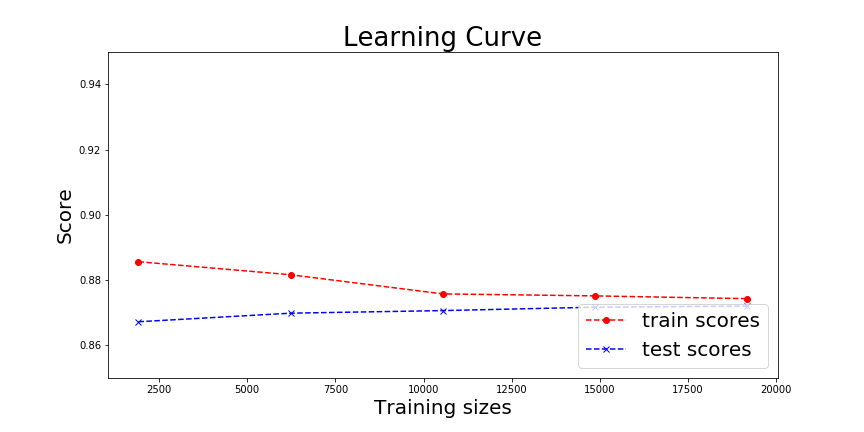 Learning Curve
0.94
0.92
0.90
0.88
0.86
Score
train scores
test scores
2500
5000
7500
10000
12500
15000
17500
20000
Training sizes